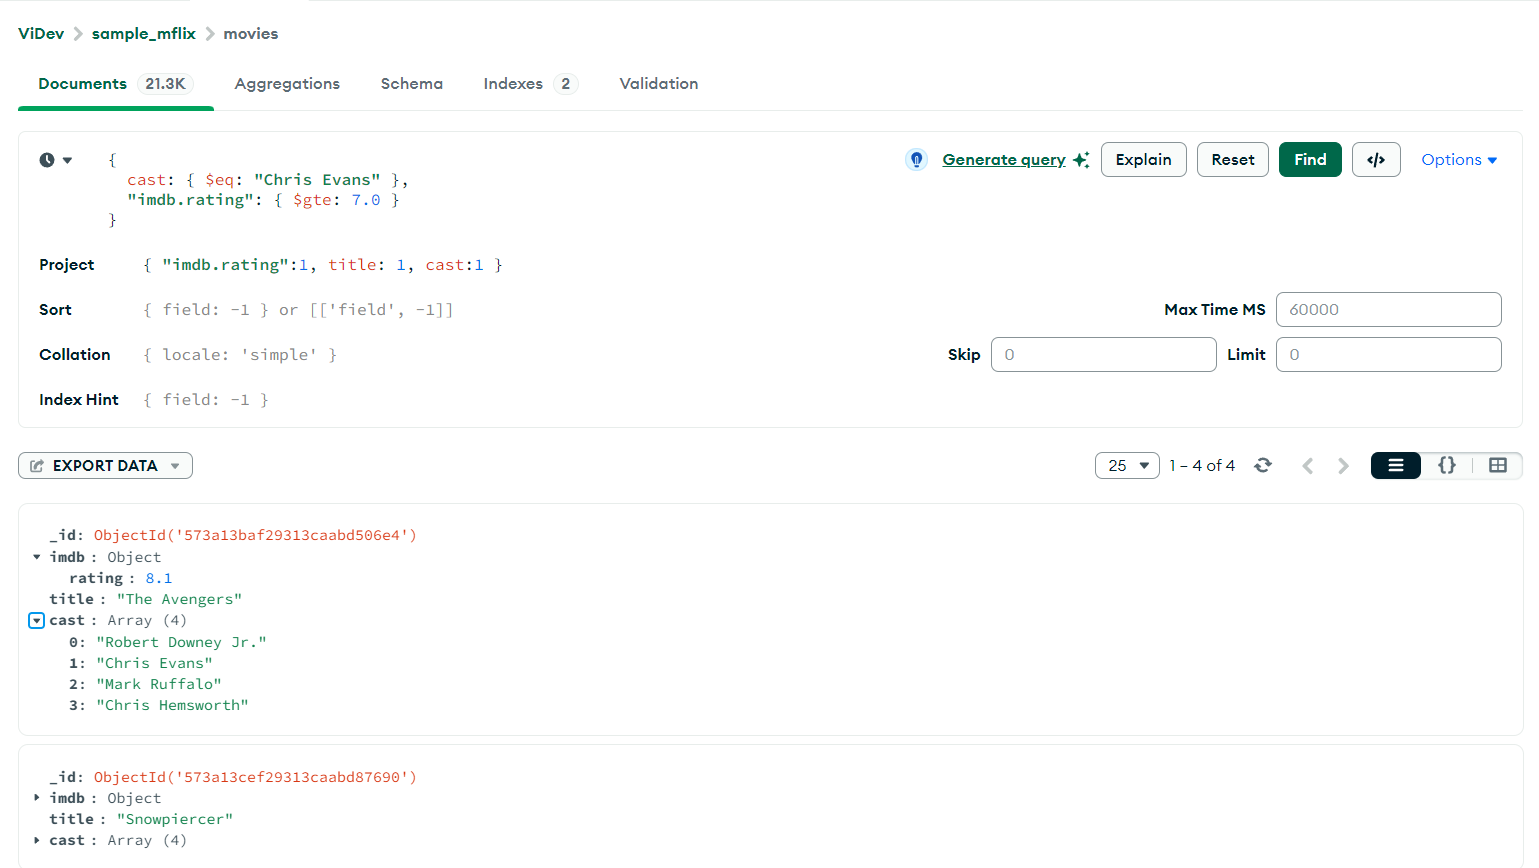 ViDev > sample_mflix > movies
Documents 21.3K Aggregations Schema Indexes 2 Validation
{
cast: { $eq: "Chris Evans" },
"imdb.rating": { $gte: 7.0 }
}
Generate query Explain Reset Find </> Options
Project { "imdb.rating":1, title: 1, cast:1 }
Sort { field: -1 } or [['field', -1]] Max Time MS 60000
Collation { locale: 'simple' } Skip 0 Limit 0
Index Hint { field: -1 }
EXPORT DATA 25 1 – 4 of 4 {}
_id: ObjectId('573a13baf29313caabd506e4')
imdb : Object
rating : 8.1
title : "The Avengers"
cast : Array (4)
0: "Robert Downey Jr."
1: "Chris Evans"
2: "Mark Ruffalo"
3: "Chris Hemsworth"
_id: ObjectId('573a13cef29313caabd87690')
imdb : Object
title : "Snowpiercer"
cast : Array (4)